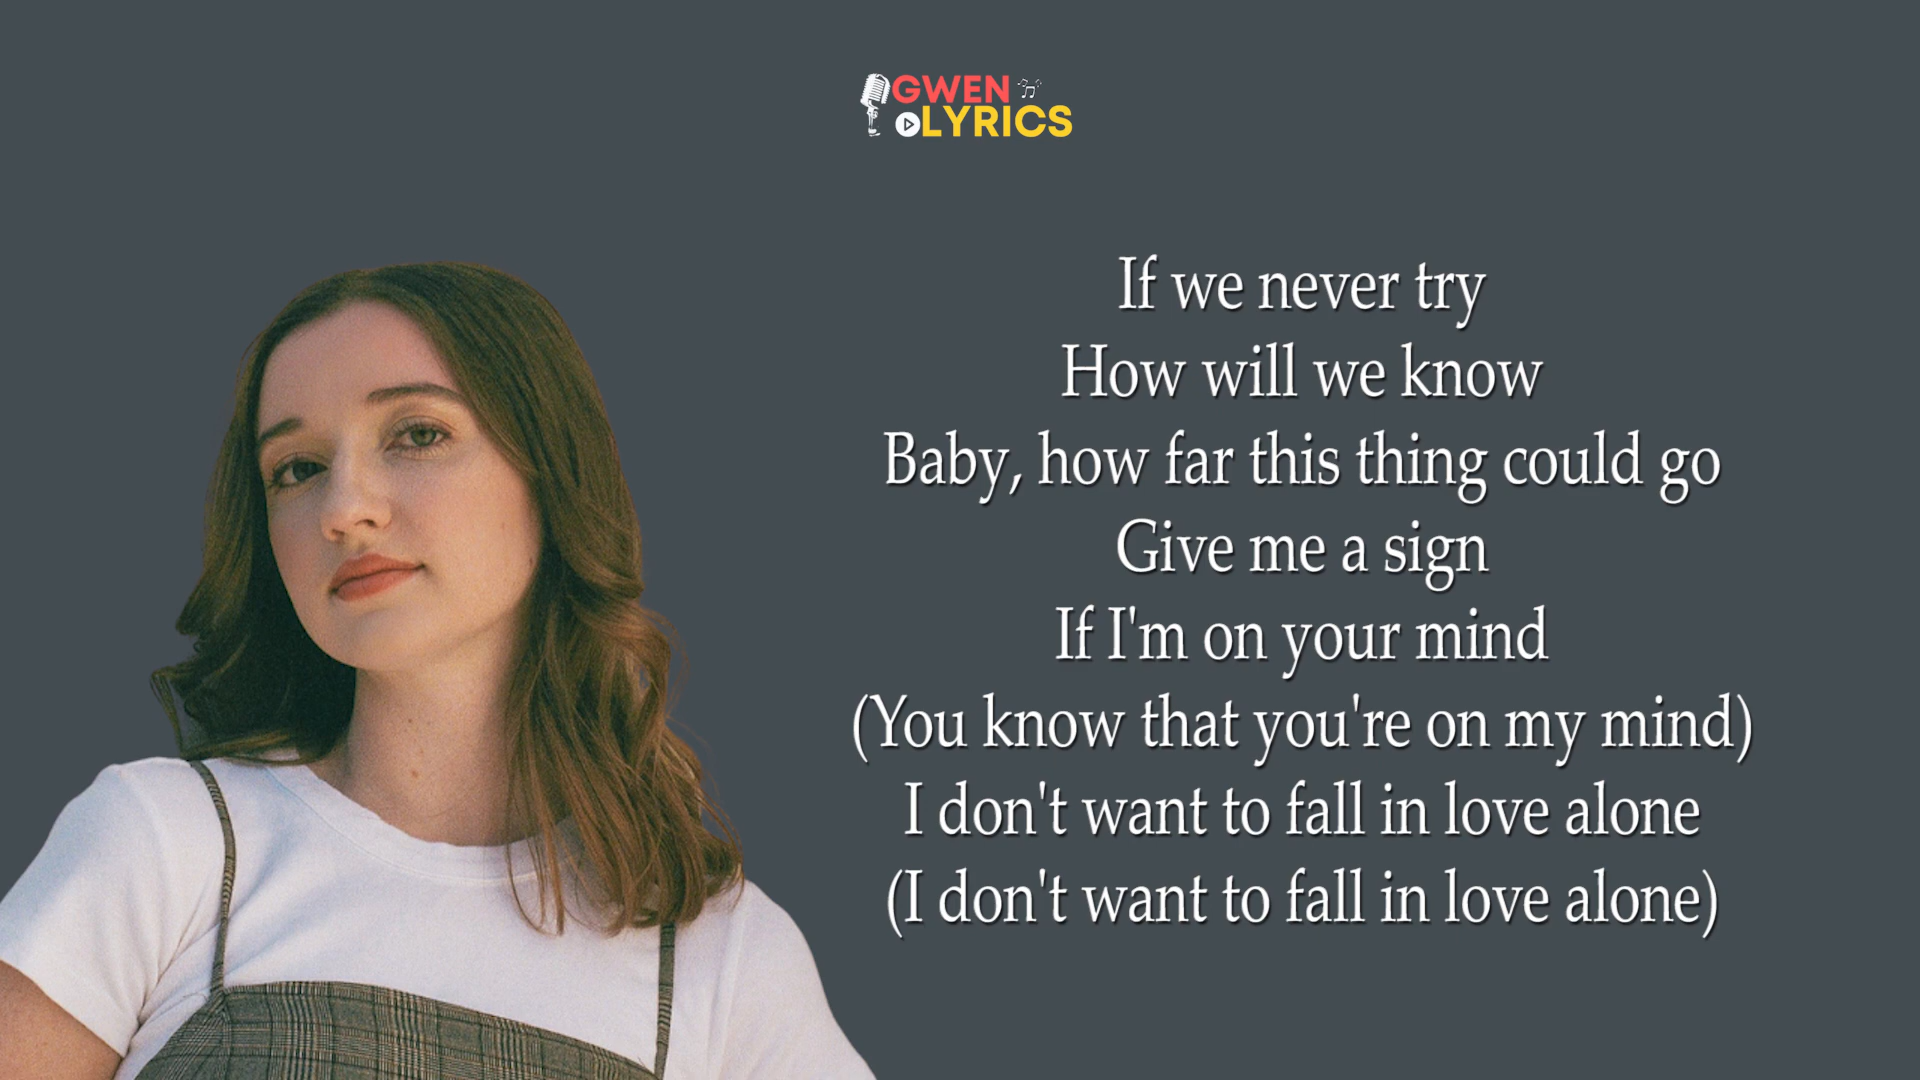 GWEN
LYRICS
If we never try
How will we know
Baby, how far this thing could go
Give me a sign
If I'm on your mind
(You know that you're on my mind)
I don't want to fall in love alone
(I don't want to fall in love alone)